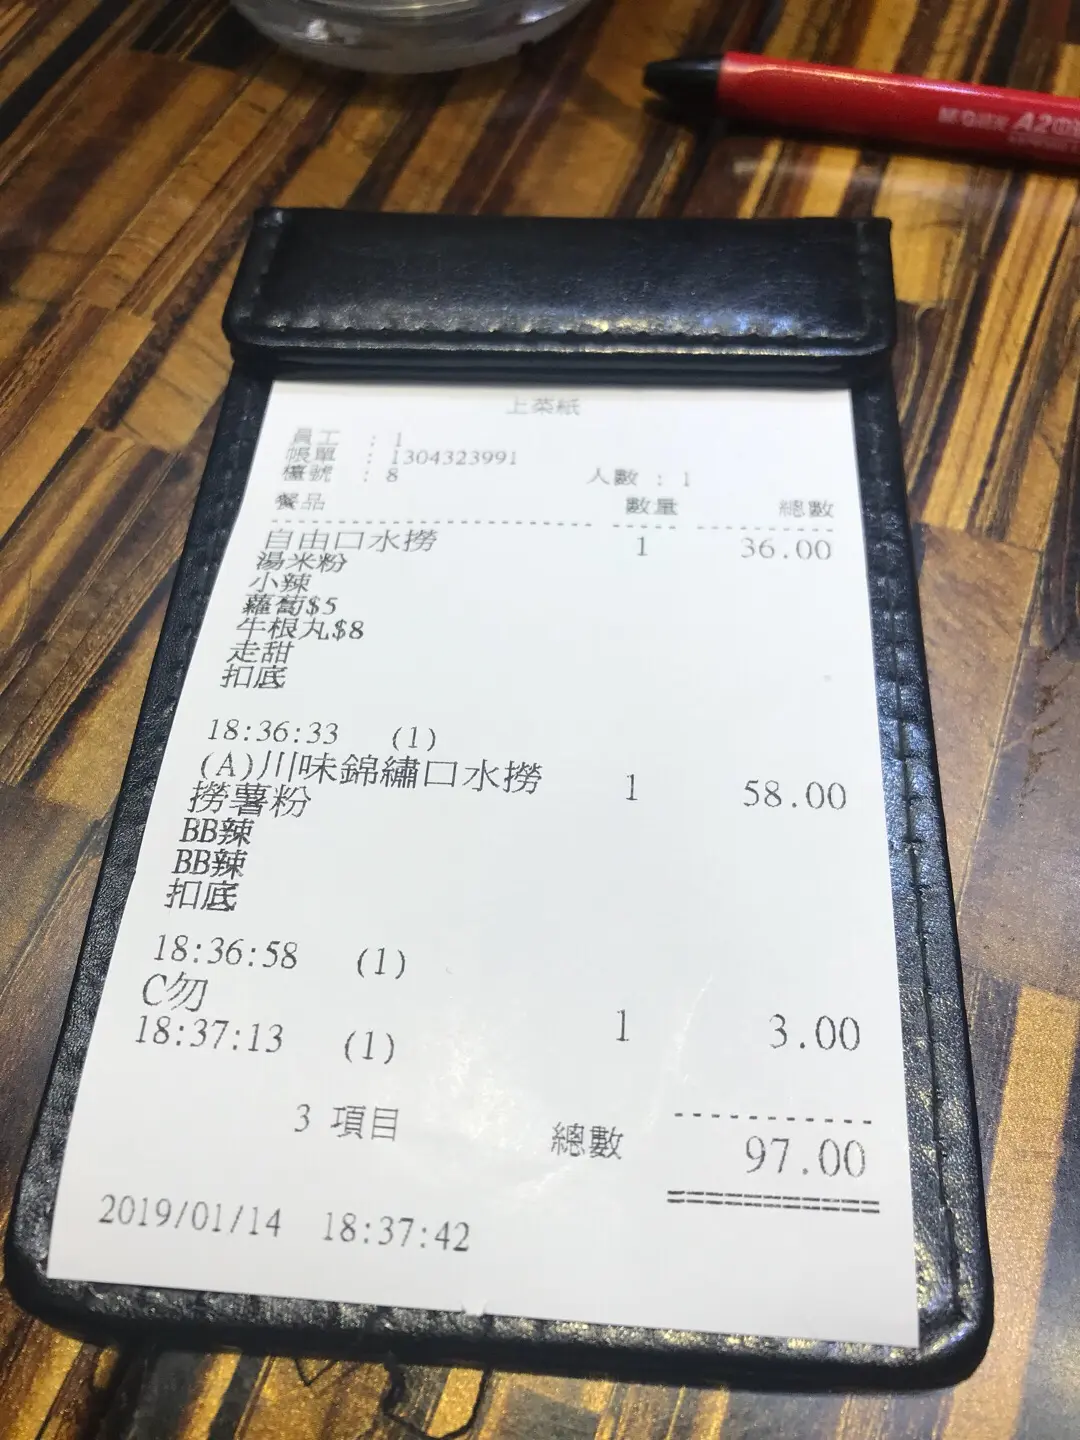 上菜紙
員工 : 1
帳單 : 1304323991
檯號 : 8 人數 : 1
餐品 數量 總數
自由口水撈 1 36.00
湯米粉
小辣
蘿蔔$5
牛根丸$8
走甜
扣底
18:36:33 (1)
(A)川味錦繡口水撈 1 58.00
撈薯粉
BB辣
BB辣
扣底
18:36:58 (1)
C勿 1 3.00
18:37:13 (1)
3 項目 總數 97.00
2019/01/14 18:37:42
A2